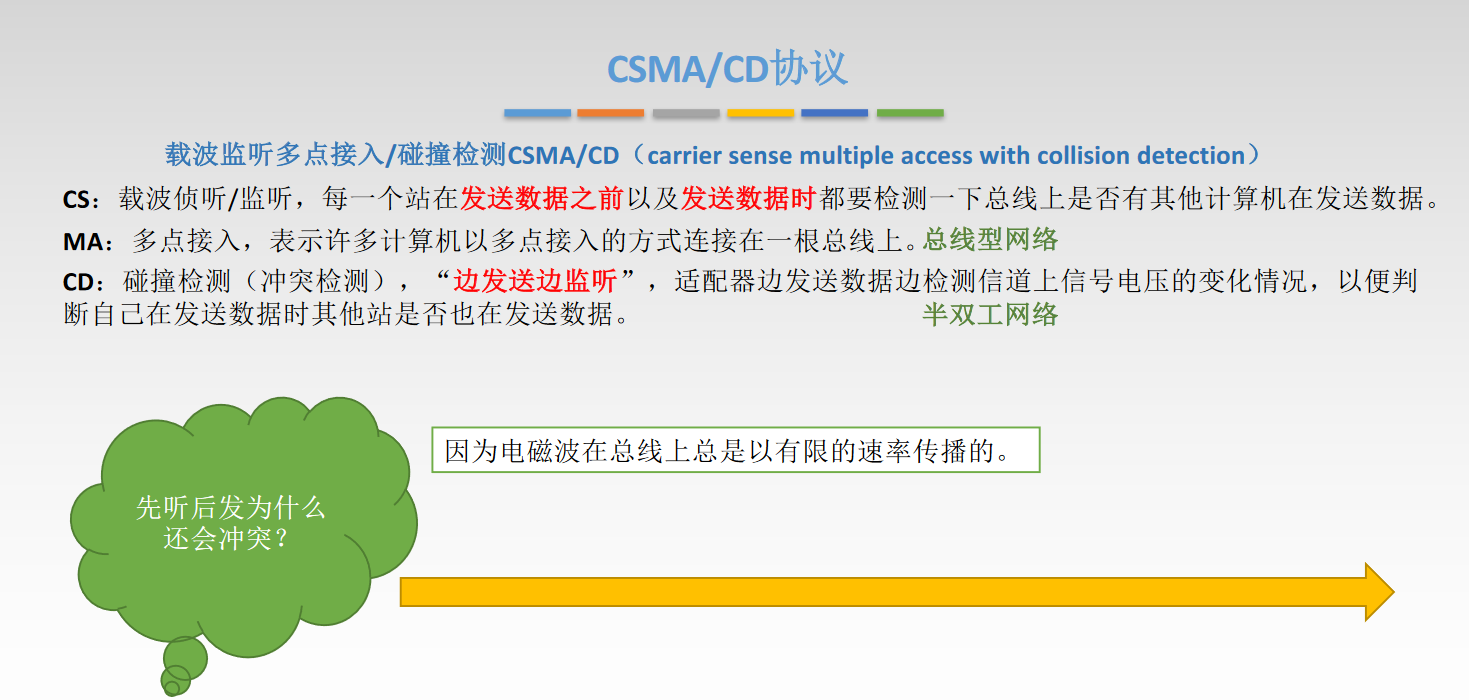 CSMA/CD协议
载波监听多点接入/碰撞检测CSMA/CD（carrier sense multiple access with collision detection）
CS：载波侦听/监听，每一个站在发送数据之前以及发送数据时都要检测一下总线上是否有其他计算机在发送数据。
MA：多点接入，表示许多计算机以多点接入的方式连接在一根总线上。总线型网络
CD：碰撞检测（冲突检测），“边发送边监听”，适配器边发送数据边检测信道上信号电压的变化情况，以便判
断自己在发送数据时其他站是否也在发送数据。 半双工网络
因为电磁波在总线上总是以有限的速率传播的。
先听后发为什么
还会冲突？